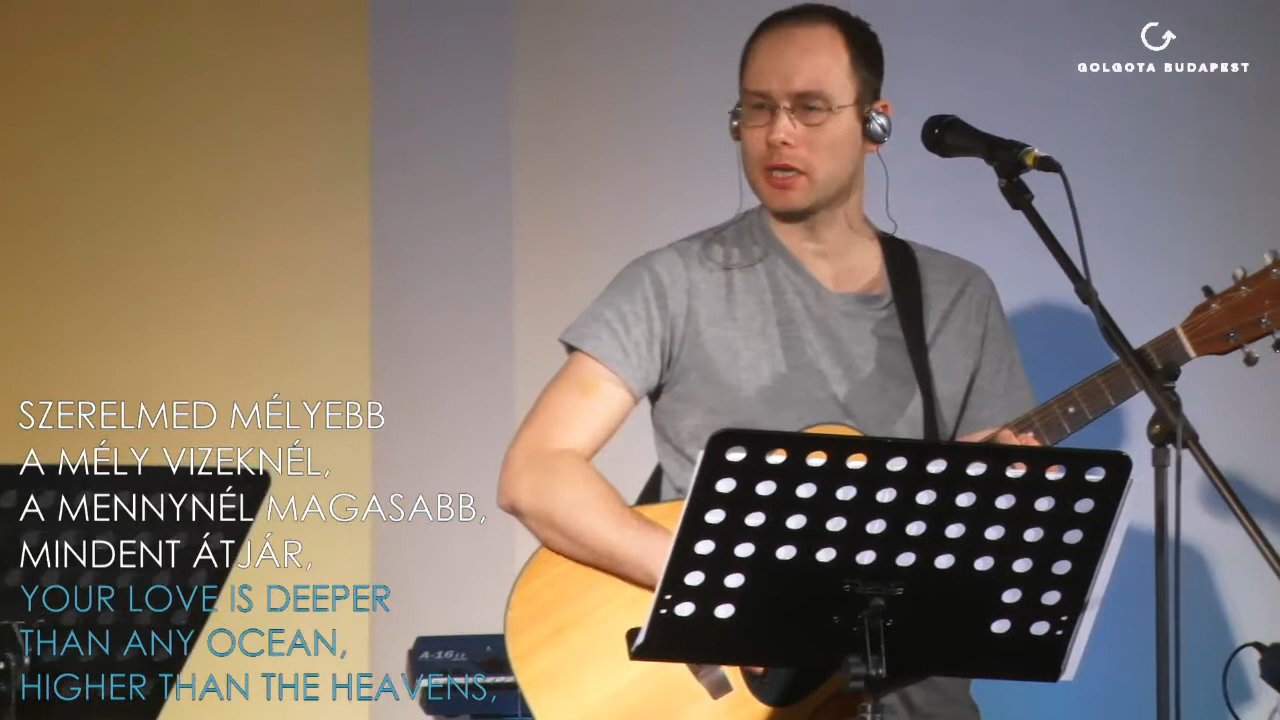 GOLGOTA BUDAPEST
SZERELMED MÉLYEBB
A MÉLY VIZEKNÉL,
A MENNYNÉL MAGASABB,
MINDENT ÁTJÁR,
YOUR LOVE IS DEEPER
THAN ANY OCEAN,
HIGHER THAN THE HEAVENS,
A-16